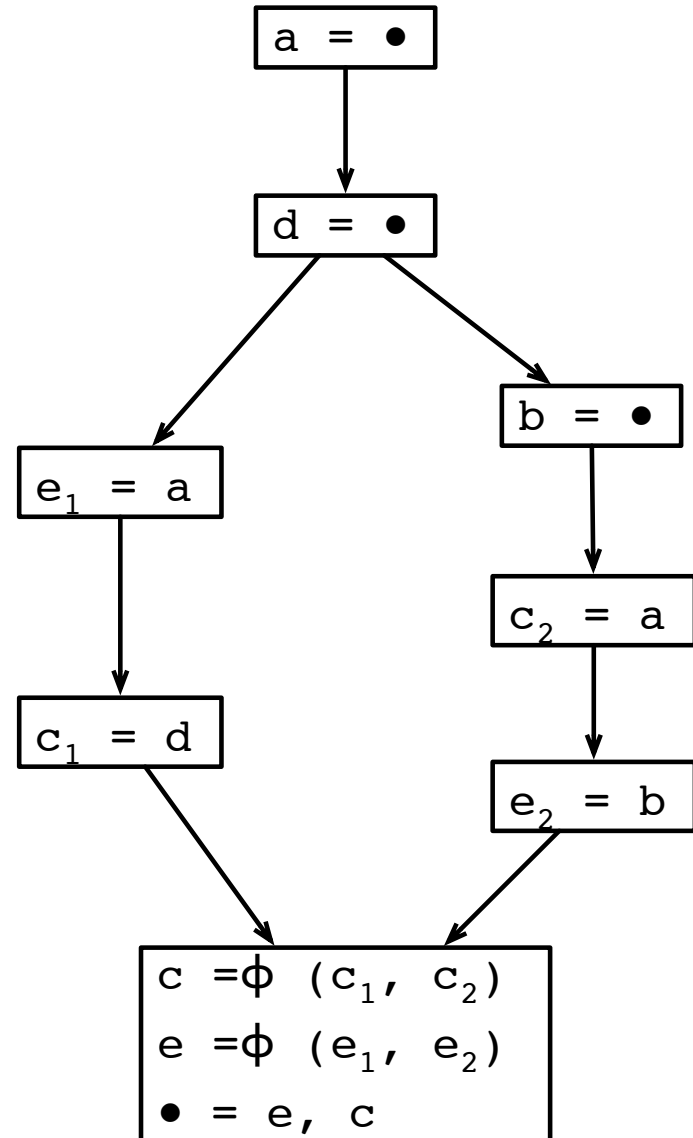 a = ●
d = ●
b = ●
e₁ = a
c₂ = a
c₁ = d
e₂ = b
c =ϕ (c₁, c₂)
e =ϕ (e₁, e₂)
● = e, c